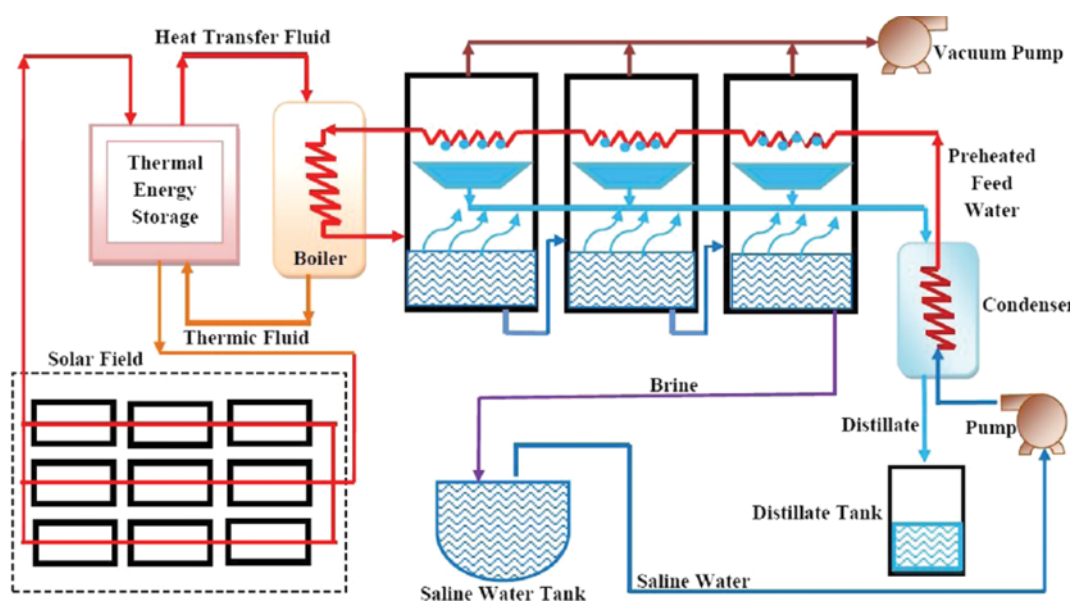 Heat Transfer Fluid
Vacuum Pump
Thermal
Energy
Storage
Preheated
Feed
Water
Boiler
Condenser
Thermic Fluid
Solar Field
Brine
Distillate
Pump
Distillate Tank
Saline Water Tank
Saline Water